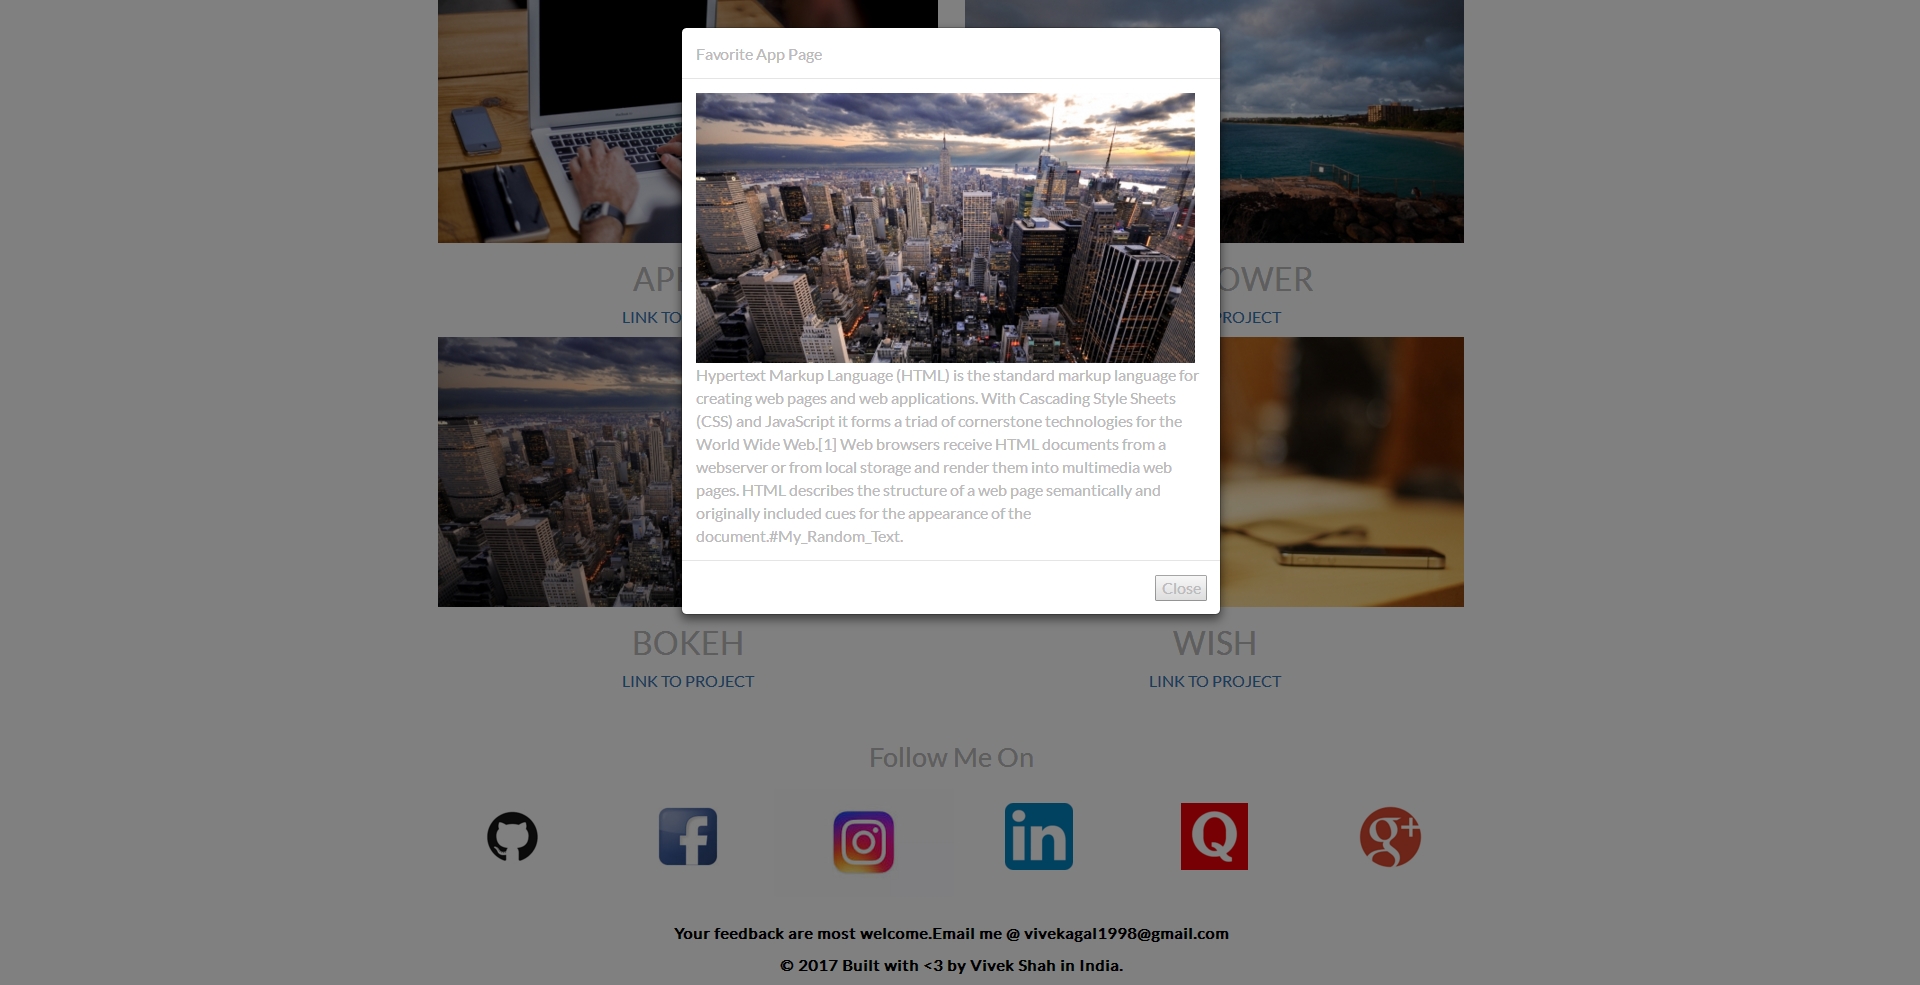 Favorite App Page
Hypertext Markup Language (HTML) is the standard markup language for
creating web pages and web applications. With Cascading Style Sheets
(CSS) and JavaScript it forms a triad of cornerstone technologies for the
World Wide Web.[1] Web browsers receive HTML documents from a
webserver or from local storage and render them into multimedia web
pages. HTML describes the structure of a web page semantically and
originally included cues for the appearance of the
document.#My_Random_Text.
Close
LINK TO
BOKEH
WISH
LINK TO PROJECT
LINK TO PROJECT
Follow Me On
Your feedback are most welcome.Email me @ vivekagal1998@gmail.com
© 2017 Built with <3 by Vivek Shah in India.